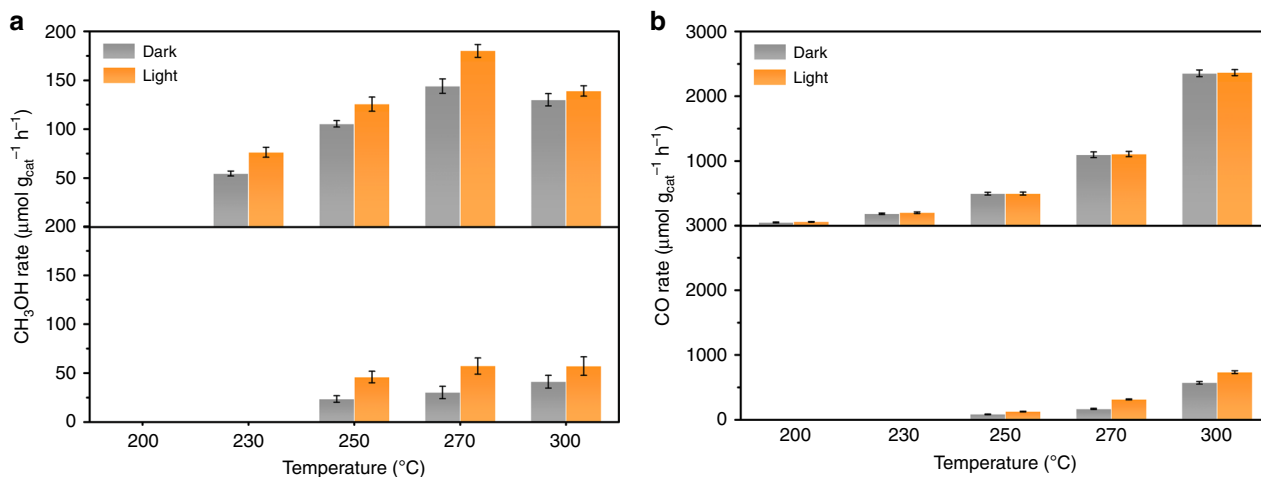 a
CH₃OH rate (μmol g_cat⁻¹ h⁻¹)
200
150
100
50
200
150
100
50
0
Dark
Light
200 230 250 270 300
Temperature (°C)
b
CO rate (μmol g_cat⁻¹ h⁻¹)
3000
2000
1000
3000
2000
1000
0
Dark
Light
200 230 250 270 300
Temperature (°C)